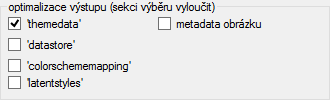 optimalizace výstupu (sekci výběru vyloučit)
'themedata' metadata obrázku
'datastore'
'colorschememapping'
'latentstyles'